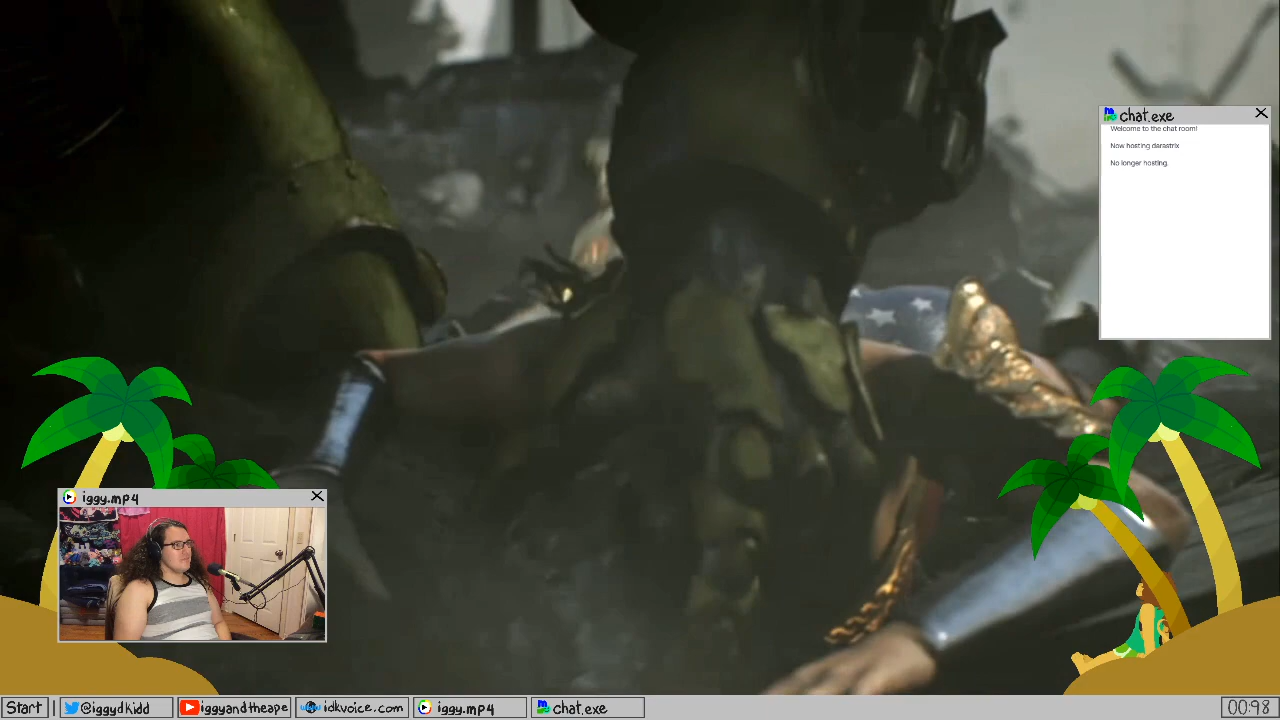 chat.exe
Welcome to the chat room!
Now hosting darastrix
No longer hosting.
iggy.mp4
Start
@iggydkidd
iggyandtheape
www idkvoice.com
iggy.mp4
chat.exe
00:98